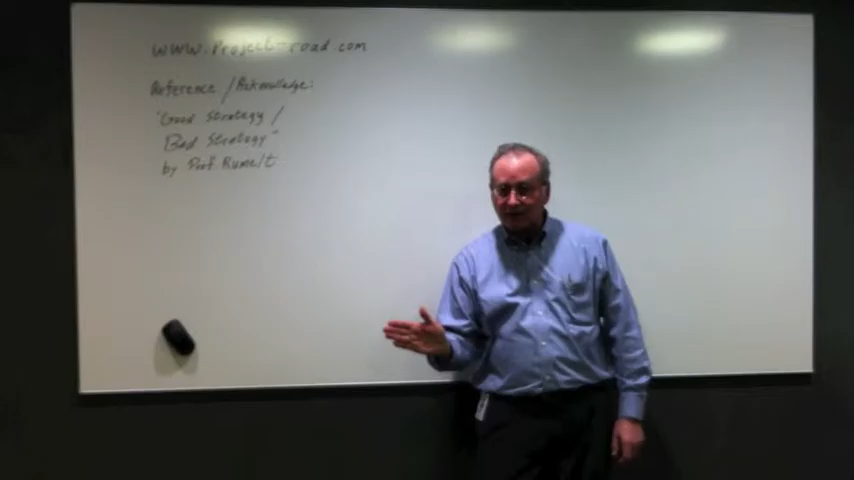 WWW.Project-road.com
Reference / Acknowledge:
"Good Strategy /
Bad Strategy"
by Prof. Rumelt